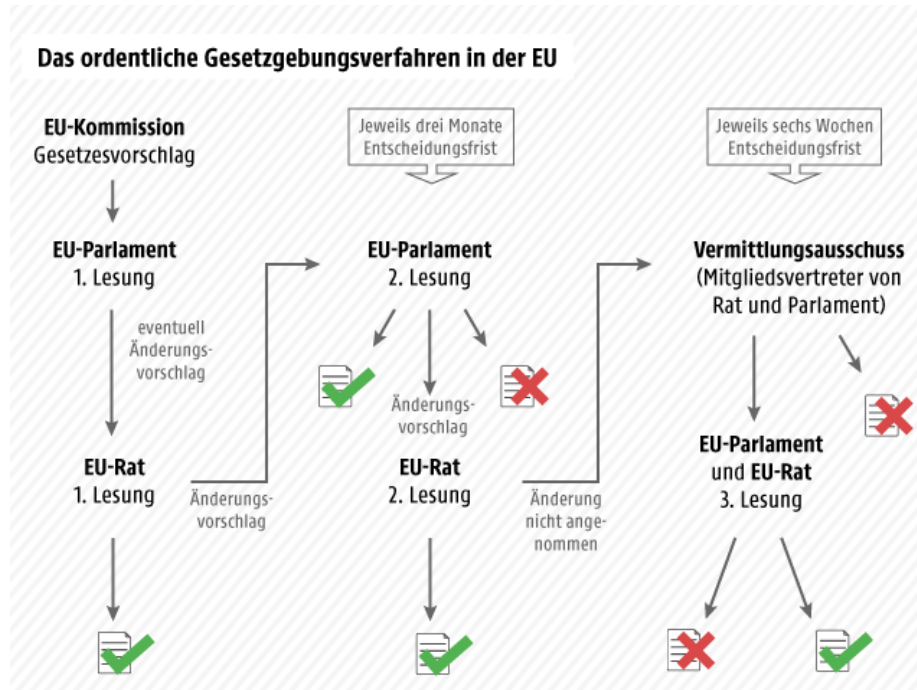 Das ordentliche Gesetzgebungsverfahren in der EU
EU-Kommission
Gesetzesvorschlag
EU-Parlament
1. Lesung
eventuell
Änderungs-
vorschlag
EU-Rat
1. Lesung
Änderungs-
vorschlag
Jeweils drei Monate
Entscheidungsfrist
EU-Parlament
2. Lesung
Änderungs-
vorschlag
EU-Rat
2. Lesung
Änderung
nicht ange-
nommen
Jeweils sechs Wochen
Entscheidungsfrist
Vermittlungsausschuss
(Mitgliedsvertreter von
Rat und Parlament)
EU-Parlament
und EU-Rat
3. Lesung